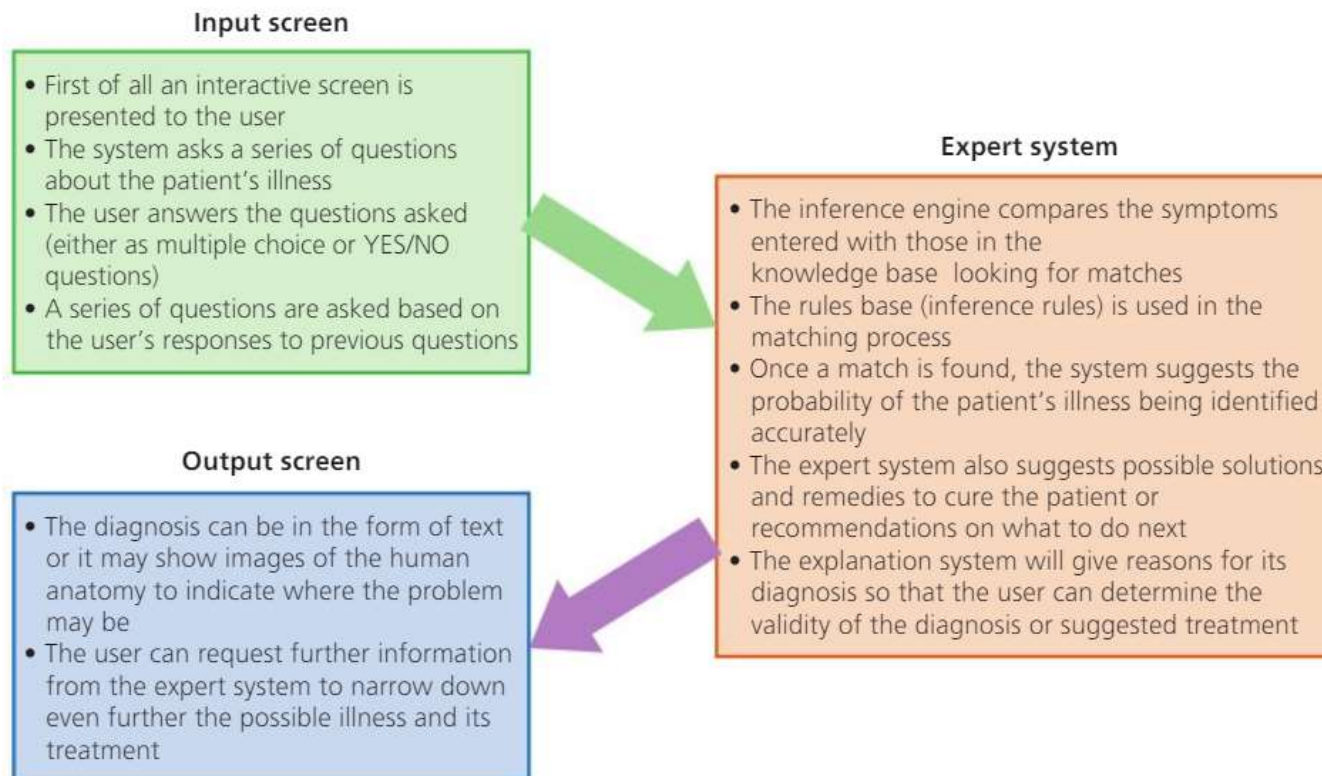 Input screen
• First of all an interactive screen is
presented to the user
• The system asks a series of questions
about the patient's illness
• The user answers the questions asked
(either as multiple choice or YES/NO
questions)
• A series of questions are asked based on
the user's responses to previous questions
Expert system
• The inference engine compares the symptoms
entered with those in the
knowledge base looking for matches
• The rules base (inference rules) is used in the
matching process
• Once a match is found, the system suggests the
probability of the patient's illness being identified
accurately
• The expert system also suggests possible solutions
and remedies to cure the patient or
recommendations on what to do next
• The explanation system will give reasons for its
diagnosis so that the user can determine the
validity of the diagnosis or suggested treatment
Output screen
• The diagnosis can be in the form of text
or it may show images of the human
anatomy to indicate where the problem
may be
• The user can request further information
from the expert system to narrow down
even further the possible illness and its
treatment